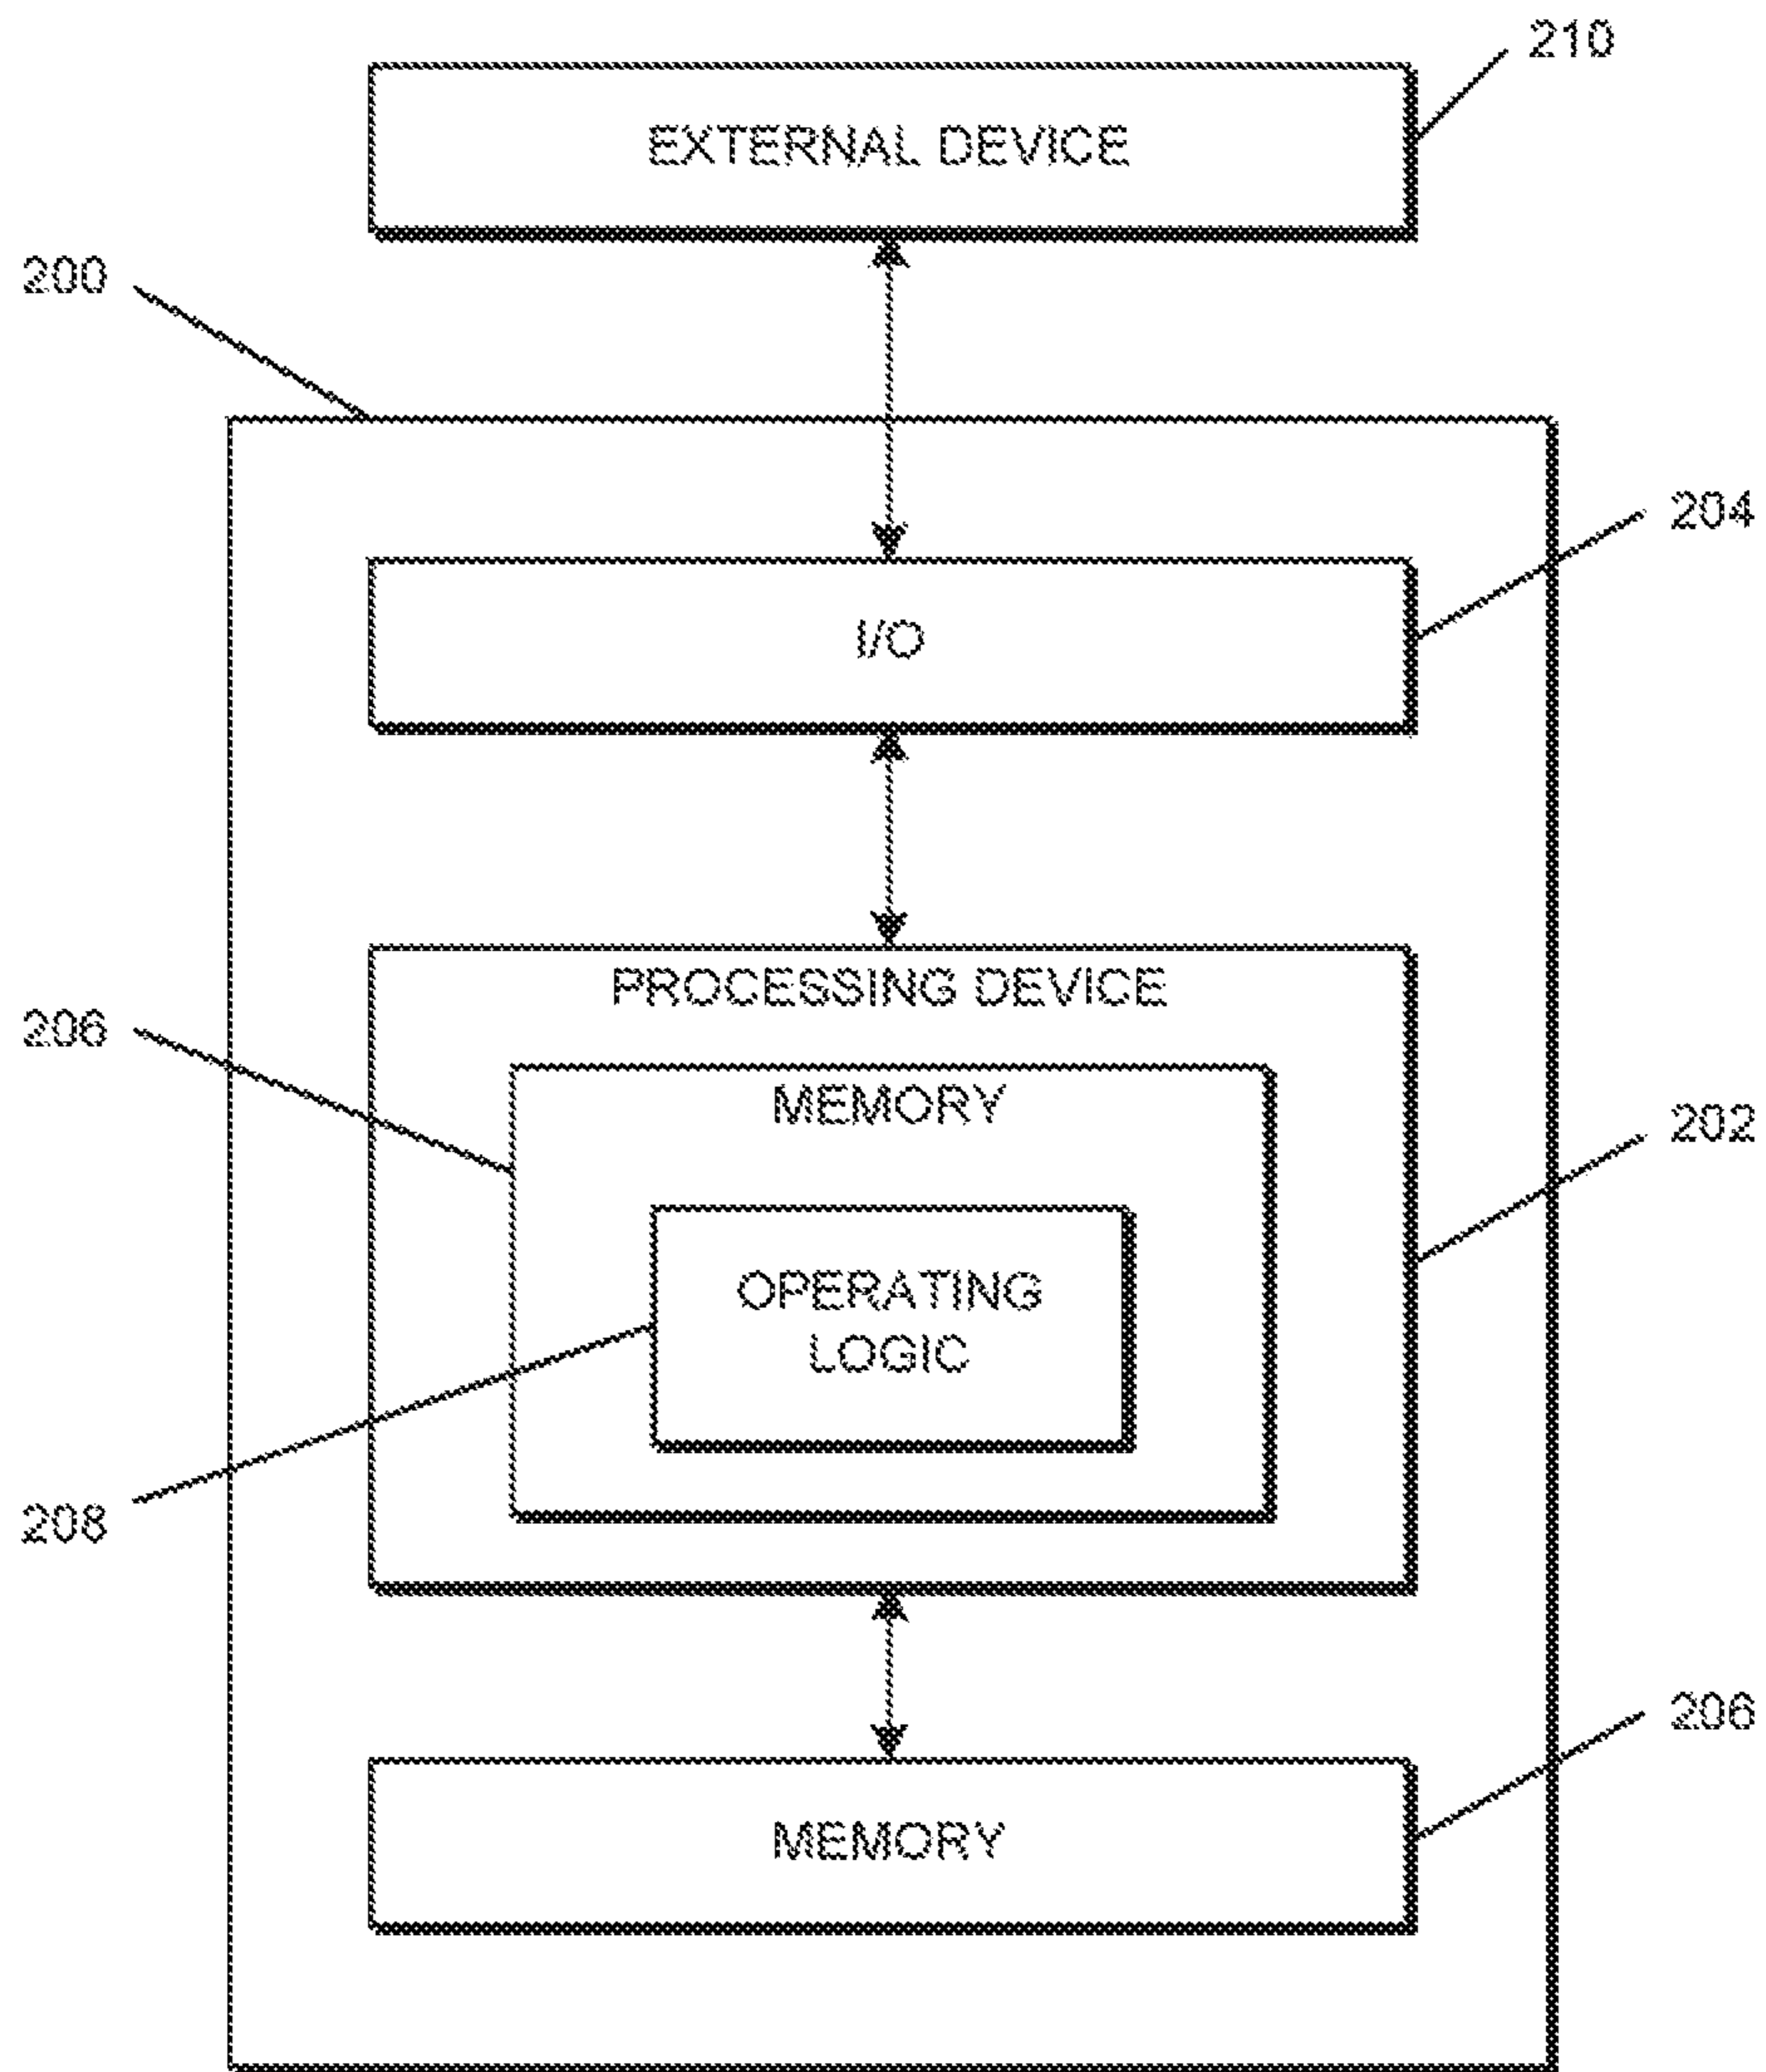 210
EXTERNAL DEVICE
200
204
I/O
PROCESSING DEVICE
206
MEMORY
202
OPERATING
LOGIC
208
206
MEMORY